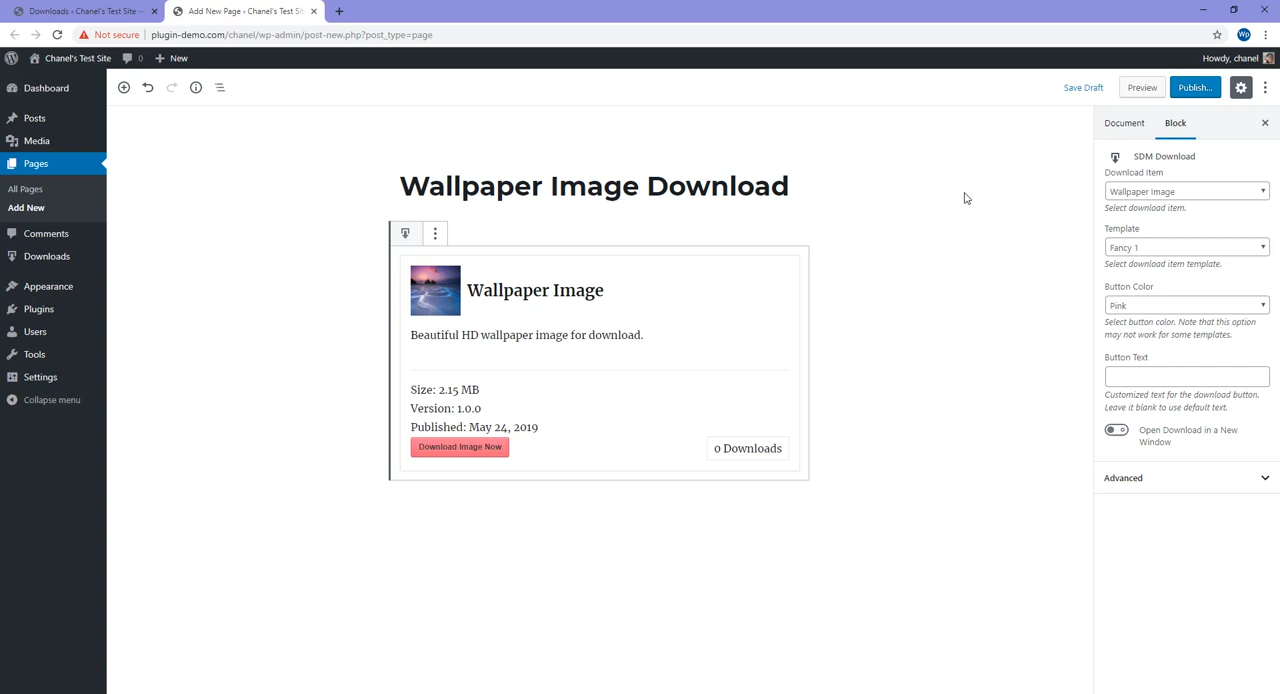 Downloads ‹ Chanel's Test Site —
Add New Page ‹ Chanel's Test Sit
Not secure
plugin-demo.com/chanel/wp-admin/post-new.php?post_type=page
Wp
Chanel's Test Site
0
New
Howdy, chanel
Dashboard
Posts
Media
Pages
All Pages
Add New
Comments
Downloads
Appearance
Plugins
Users
Tools
Settings
Collapse menu
Save Draft
Preview
Publish...
Wallpaper Image Download
Wallpaper Image
Beautiful HD wallpaper image for download.
Size: 2.15 MB
Version: 1.0.0
Published: May 24, 2019
Download Image Now
0 Downloads
Document
Block
SDM Download
Download Item
Wallpaper Image
Select download item.
Template
Fancy 1
Select download item template.
Button Color
Pink
Select button color. Note that this option
may not work for some templates.
Button Text
Customized text for the download button.
Leave it blank to use default text.
Open Download in a New
Window
Advanced